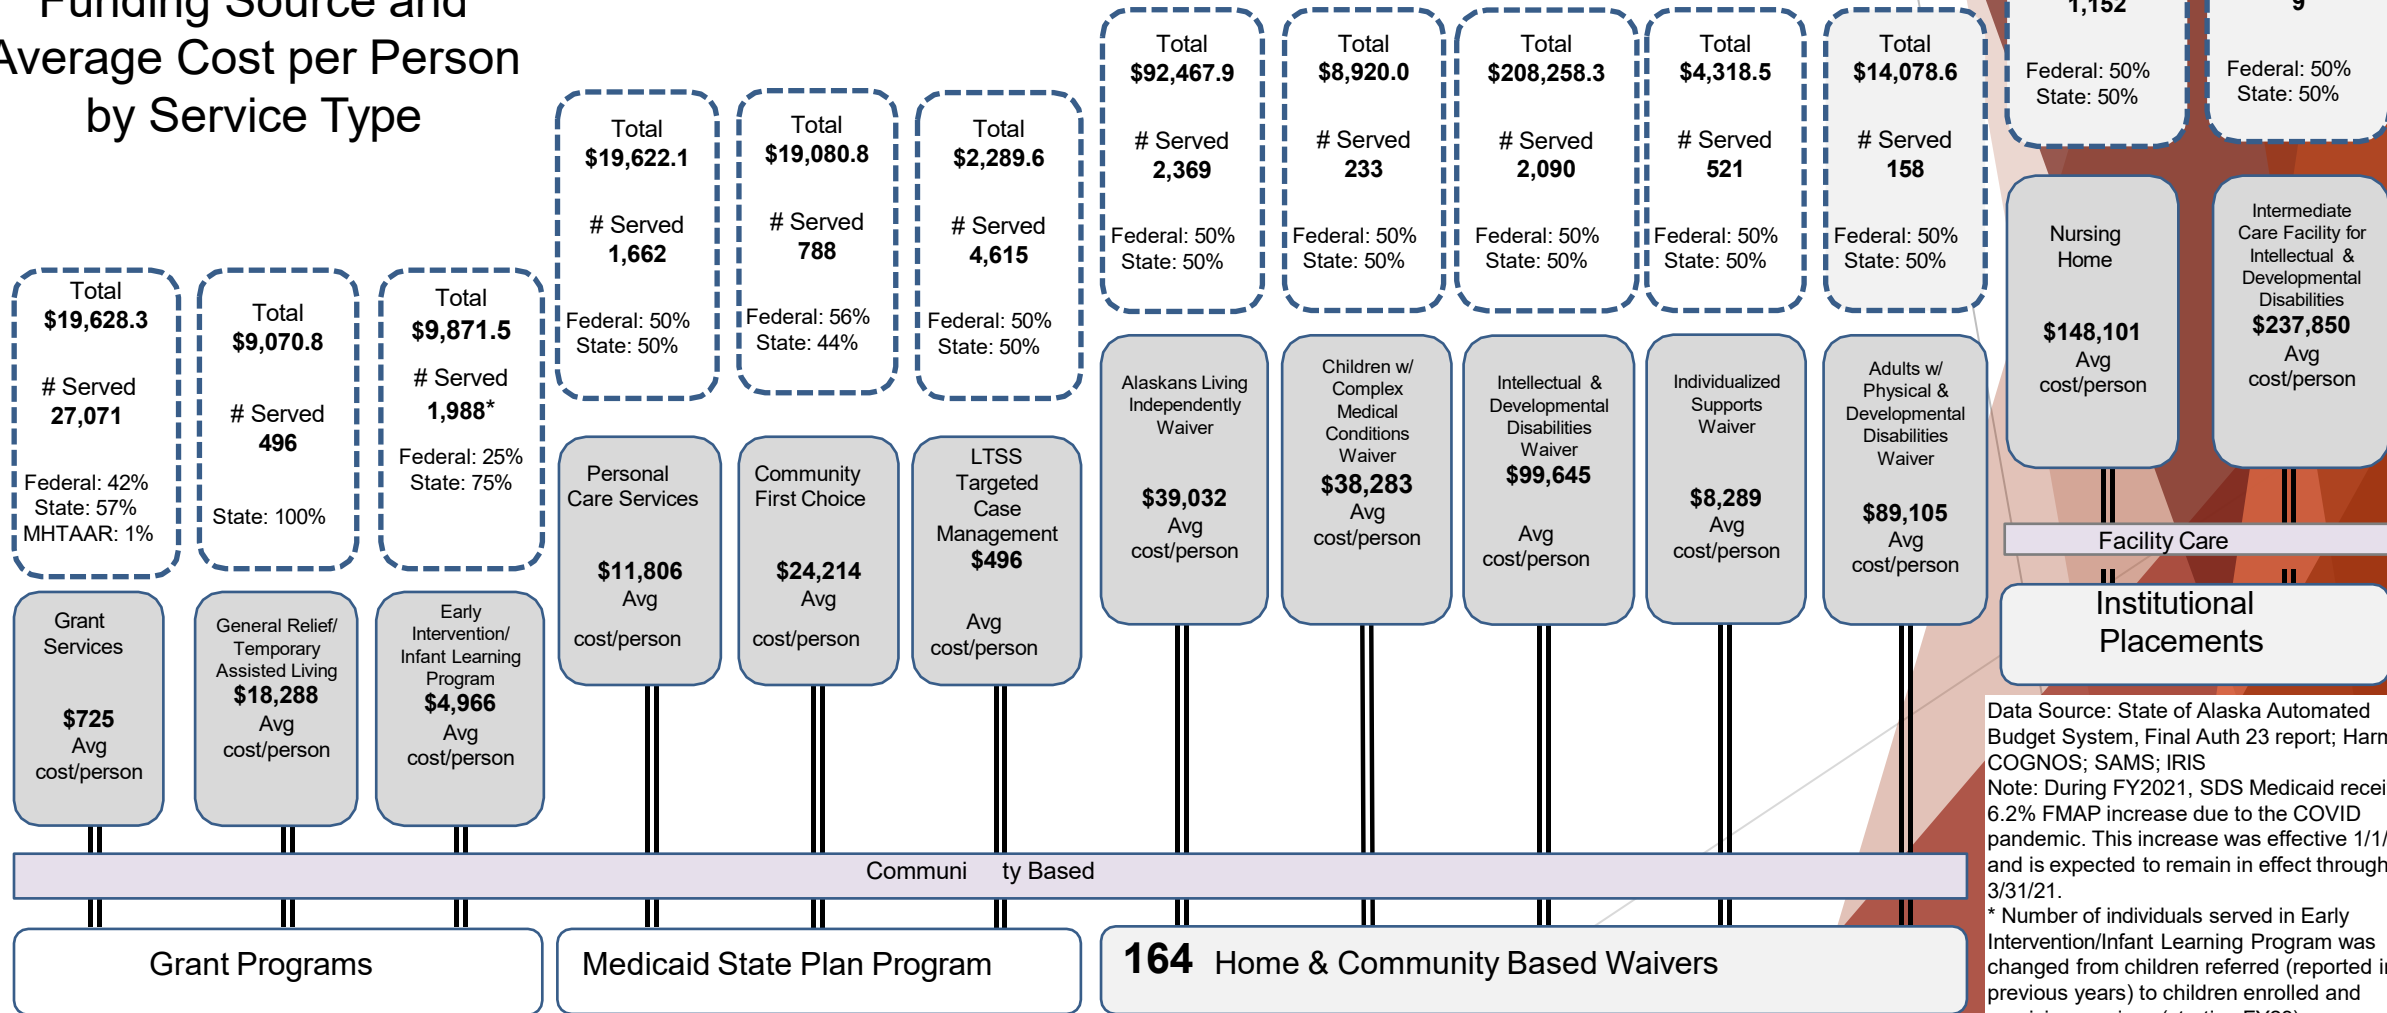 Funding Source and
Average Cost per Person
by Service Type
Total
$19,628.3
# Served
27,071
Federal: 42%
State: 57%
MHTAAR: 1%
Grant
Services
$725
Avg
cost/person
Total
$9,070.8
# Served
496
State: 100%
General Relief/
Temporary
Assisted Living
$18,288
Avg
cost/person
Total
$9,871.5
# Served
1,988*
Federal: 25%
State: 75%
Early
Intervention/
Infant Learning
Program
$4,966
Avg
cost/person
Total
$19,622.1
# Served
1,662
Federal: 50%
State: 50%
Personal
Care Services
$11,806
Avg
cost/person
Total
$19,080.8
# Served
788
Federal: 56%
State: 44%
Community
First Choice
$24,214
Avg
cost/person
Total
$2,289.6
# Served
4,615
Federal: 50%
State: 50%
LTSS
Targeted
Case
Management
$496
Avg
cost/person
Total
$92,467.9
# Served
2,369
Federal: 50%
State: 50%
Alaskans Living
Independently
Waiver
$39,032
Avg
cost/person
Total
$8,920.0
# Served
233
Federal: 50%
State: 50%
Children w/
Complex
Medical
Conditions
Waiver
$38,283
Avg
cost/person
Total
$208,258.3
# Served
2,090
Federal: 50%
State: 50%
Intellectual &
Developmental
Disabilities
Waiver
$99,645
Avg
cost/person
Total
$4,318.5
# Served
521
Federal: 50%
State: 50%
Individualized
Supports
Waiver
$8,289
Avg
cost/person
Total
$14,078.6
# Served
158
Federal: 50%
State: 50%
Adults w/
Physical &
Developmental
Disabilities
Waiver
$89,105
Avg
cost/person
1,152
Federal: 50%
State: 50%
Nursing
Home
$148,101
Avg
cost/person
9
Federal: 50%
State: 50%
Intermediate
Care Facility for
Intellectual &
Developmental
Disabilities
$237,850
Avg
cost/person
Facility Care
Institutional
Placements
Communi ty Based
Grant Programs
Medicaid State Plan Program
164 Home & Community Based Waivers
Data Source: State of Alaska Automated
Budget System, Final Auth 23 report;
COGNOS; SAMS; IRIS
Note: During FY2021, SDS Medicaid
6.2% FMAP increase due to the COVID
pandemic. This increase was effective 1/1/
and is expected to remain in effect through
3/31/21.
* Number of individuals served in Early
Intervention/Infant Learning Program was
changed from children referred (reported
previous years) to children enrolled and